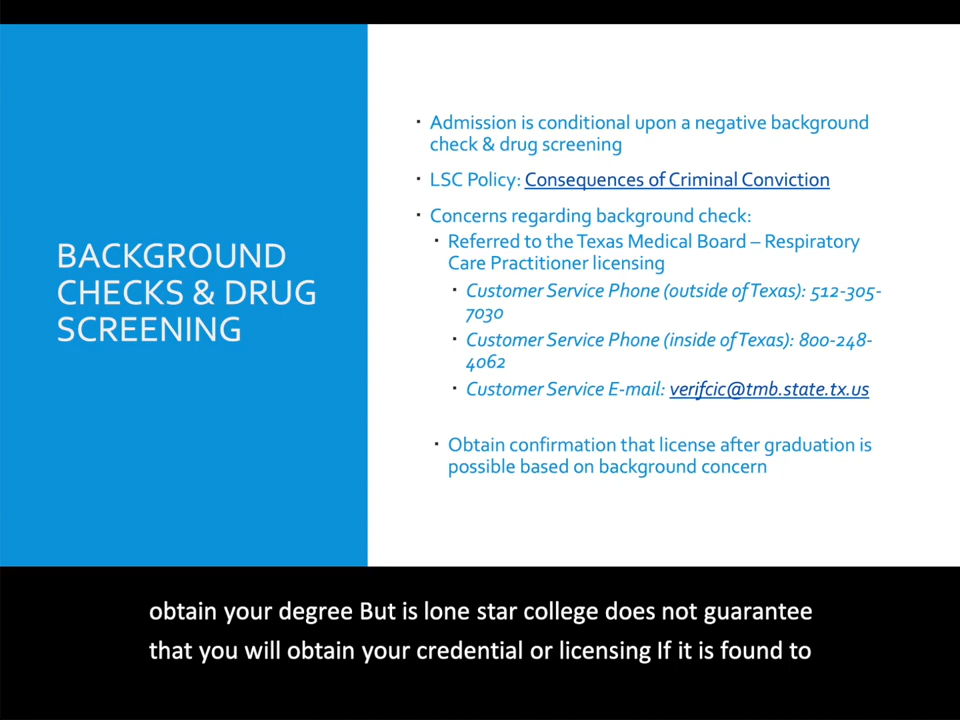 BACKGROUND
CHECKS & DRUG
SCREENING
▪ Admission is conditional upon a negative background
check & drug screening
▪ LSC Policy: Consequences of Criminal Conviction
▪ Concerns regarding background check:
▪ Referred to the Texas Medical Board – Respiratory
Care Practitioner licensing
▪ Customer Service Phone (outside of Texas): 512-305-
7030
▪ Customer Service Phone (inside of Texas): 800-248-
4062
▪ Customer Service E-mail: verifcic@tmb.state.tx.us
▪ Obtain confirmation that license after graduation is
possible based on background concern
obtain your degree But is lone star college does not guarantee
that you will obtain your credential or licensing If it is found to